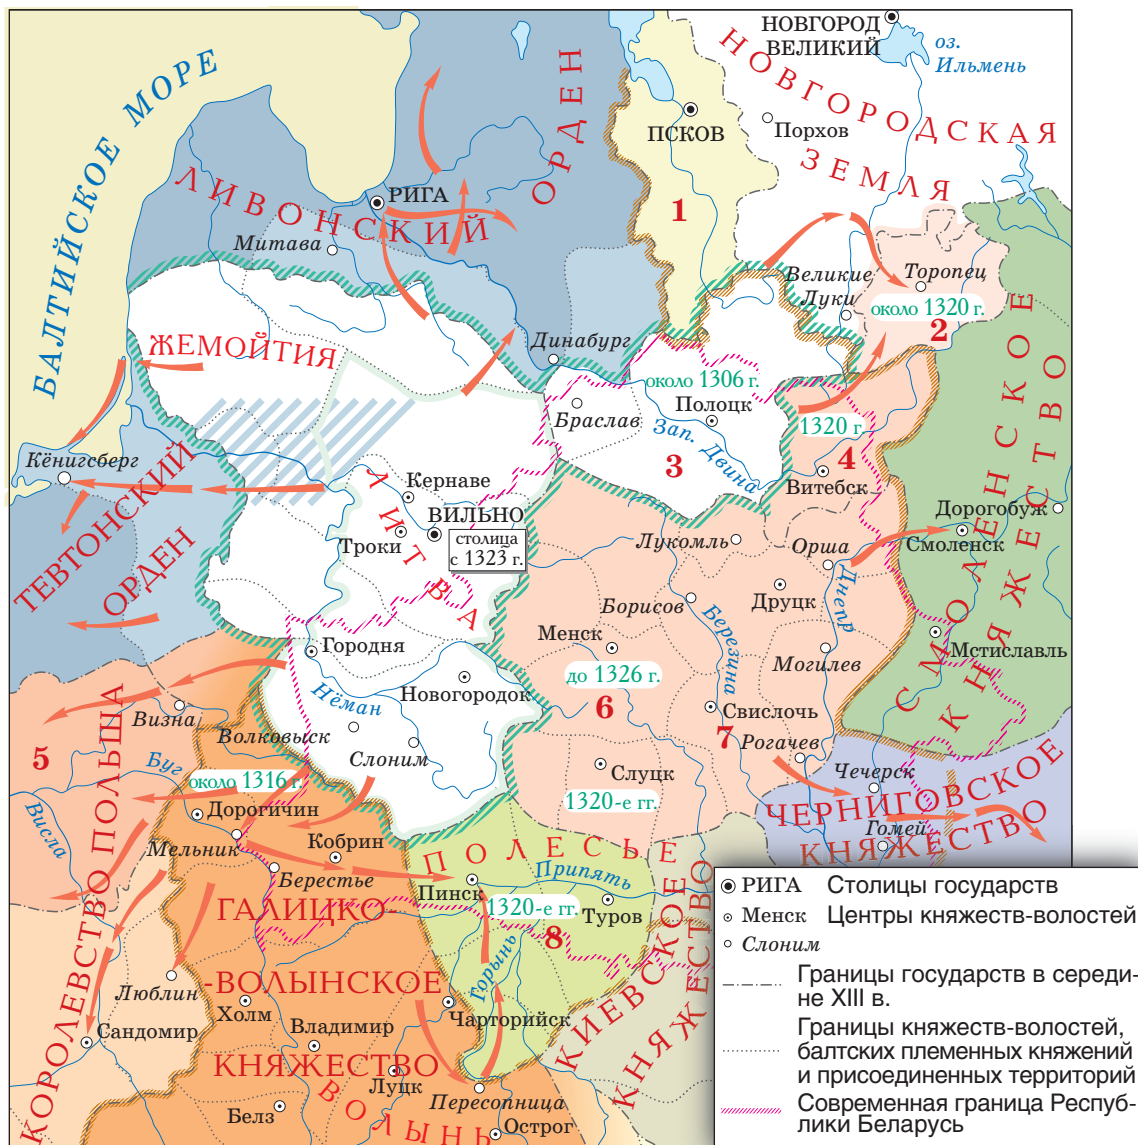 НОВГОРОД
ВЕЛИКИЙ
оз.
Ильмень
БАЛТИЙСКОЕ МОРЕ
ЛИВОНСКИЙ ОРДЕН
НОВГОРОДСКАЯ
ЗЕМЛЯ
ПСКОВ
Порхов
РИГА
Митава
1
Великие
Луки
Торопец
около 1320 г.
2
ЖЕМОЙТИЯ
Динабург
около 1306 г.
Браслав
Полоцк
Зап. Двина
3
1320 г.
4
Витебск
СМОЛЕНСКОЕ
КНЯЖЕСТВО
Дорогобуж
Смоленск
Мстиславль
Кёнигсберг
ТЕВТОНСКИЙ
ОРДЕН
Кернаве
ЛИТВА
ВИЛЬНО
столица
с 1323 г.
Троки
Лукомль
Орша
Борисов
Друцк
Днепр
Березина
Менск
Могилев
до 1326 г.
6
Свислочь
7
Рогачев
Слуцк
1320-е гг.
Городня
Новогородок
Нёман
Волковыск
Слоним
Визна
5
Буг
около 1316 г.
Висла
Дорогичин
Мельник
Кобрин
Берестье
КОРОЛЕВСТВО ПОЛЬША
Чечерск
ЧЕРНИГОВСКОЕ
Гомей
КНЯЖЕСТВО
ПОЛЕСЬЕ
Пинск
Припять
1320-е гг.
Туров
8
Горынь
КИЕВСКОЕ
КНЯЖЕСТВО
ГАЛИЦКО-
-ВОЛЫНСКОЕ
КНЯЖЕСТВО
ВОЛЫНЬ
Люблин
Сандомир
Холм
Владимир
Чарторийск
Луцк
Пересопница
Белз
Острог
РИГА Столицы государств
Менск Центры княжеств-волостей
Слоним
Границы государств в середи-
не XIII в.
Границы княжеств-волостей,
балтских племенных княжений
и присоединенных территорий
Современная граница Респуб-
лики Беларусь